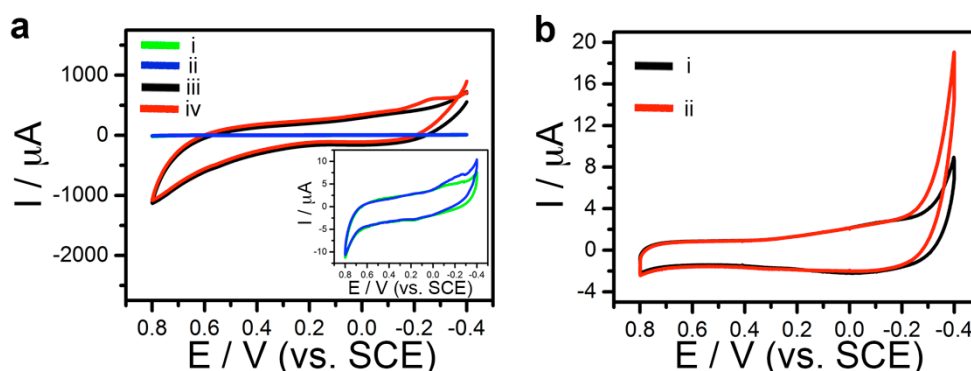 a
i
ii
iii
iv
I / μA
1000
0
-1000
-2000
0.8 0.6 0.4 0.2 0.0 -0.2 -0.4
E / V (vs. SCE)
I / μA
10
5
0
-5
-10
0.8 0.6 0.4 0.2 0.0 -0.2 -0.4
E / V (vs. SCE)
b
i
ii
I / μA
20
16
12
8
4
0
-4
0.8 0.6 0.4 0.2 0.0 -0.2 -0.4
E / V (vs. SCE)